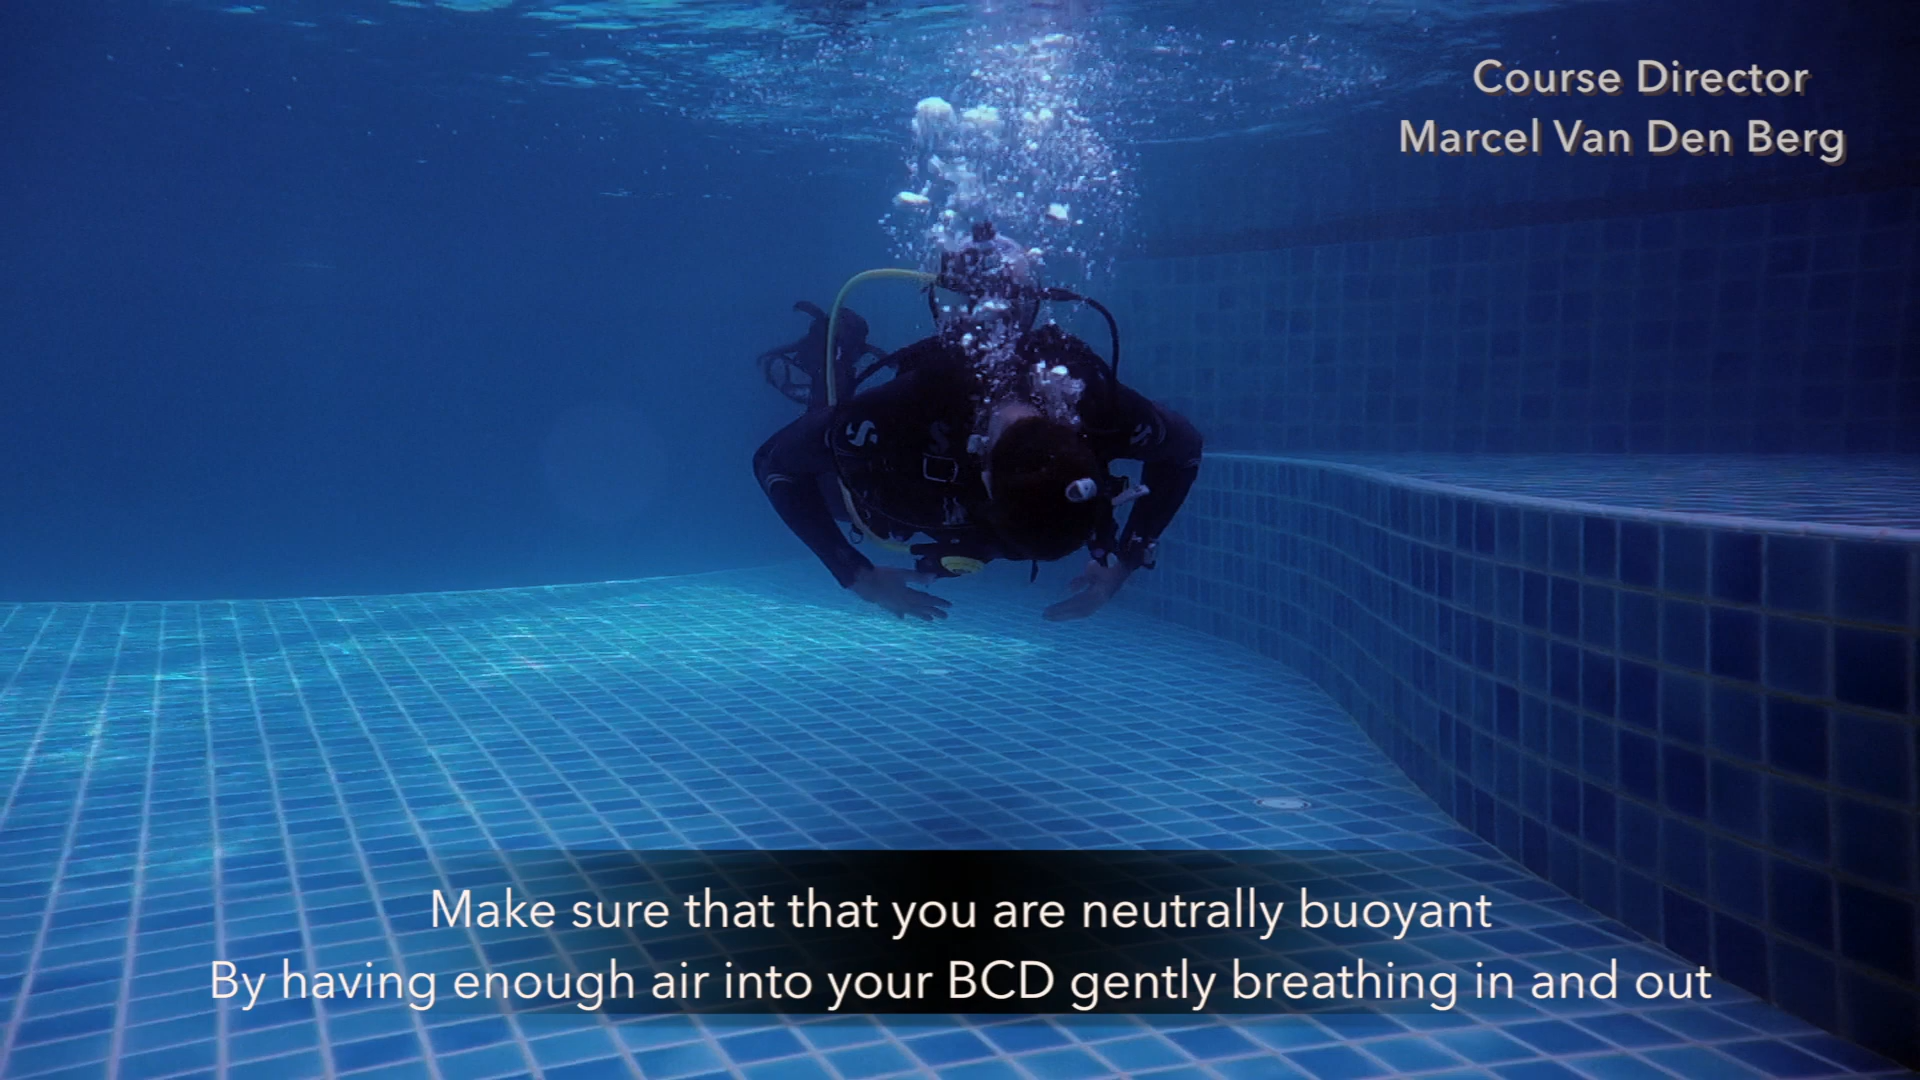 Course Director
Marcel Van Den Berg
Make sure that that you are neutrally buoyant
By having enough air into your BCD gently breathing in and out